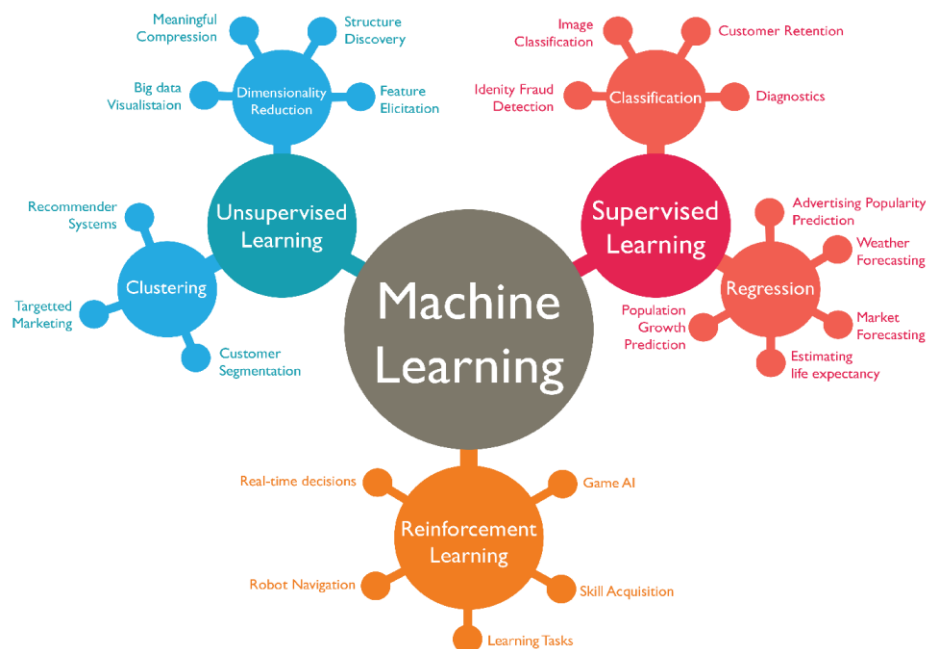 Meaningful
Compression
Structure
Discovery
Big data
Visualistaion
Dimensionality
Reduction
Feature
Elicitation
Unsupervised
Learning
Recommender
Systems
Clustering
Targetted
Marketing
Customer
Segmentation
Machine
Learning
Image
Classification
Customer Retention
Idenity Fraud
Detection
Classification
Diagnostics
Supervised
Learning
Advertising Popularity
Prediction
Weather
Forecasting
Regression
Population
Growth
Prediction
Market
Forecasting
Estimating
life expectancy
Real-time decisions
Game AI
Reinforcement
Learning
Robot Navigation
Skill Acquisition
Learning Tasks